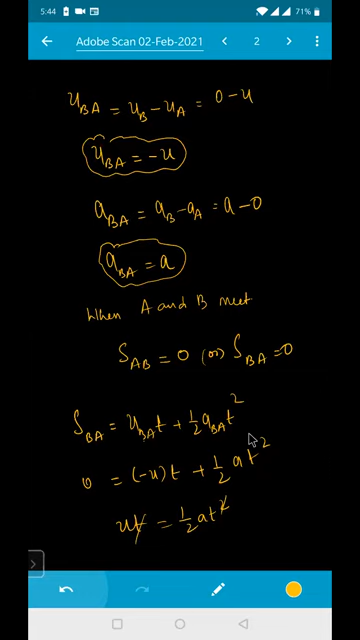 5:44 71%
Adobe Scan 02-Feb-2021 2
u_BA = u_B - u_A = 0 - u
u_BA = -u
a_BA = a_B - a_A = a - 0
a_BA = a
When A and B meet
S_AB = 0 (or) S_BA = 0
S_BA = u_BA t + 1/2 a_BA t²
0 = (-u)t + 1/2 at²
ut = 1/2 at²